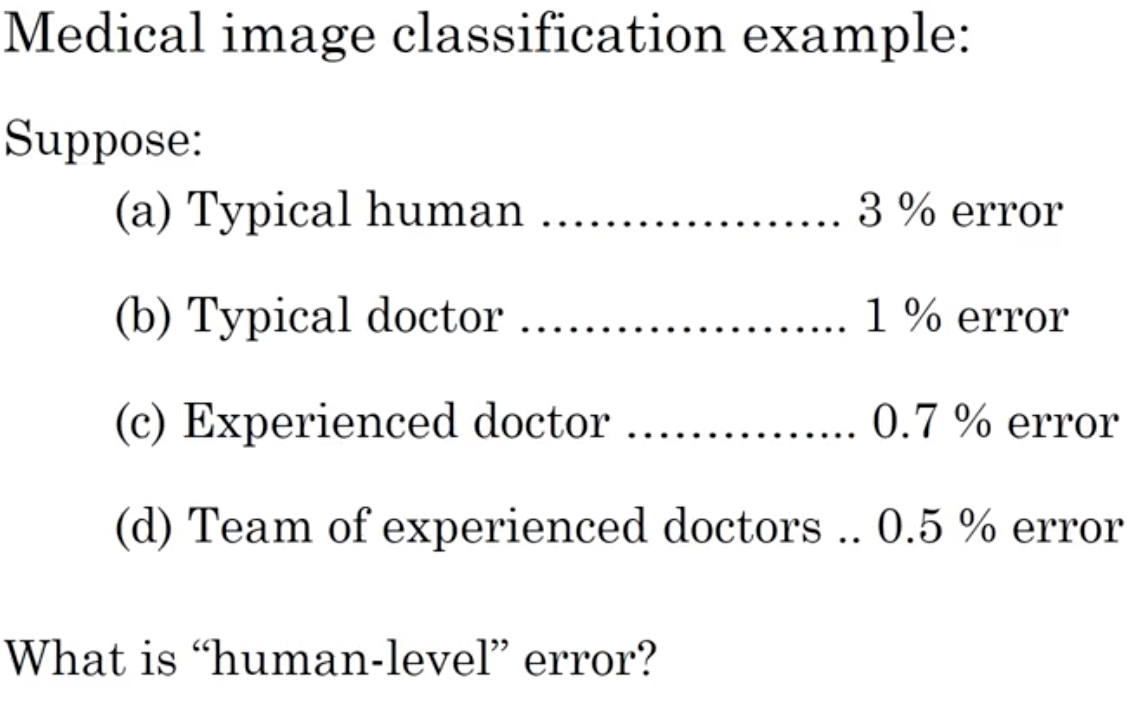 Medical image classification example:
Suppose:
(a) Typical human ................... 3 % error
(b) Typical doctor ..................... 1 % error
(c) Experienced doctor ............... 0.7 % error
(d) Team of experienced doctors .. 0.5 % error
What is “human-level” error?